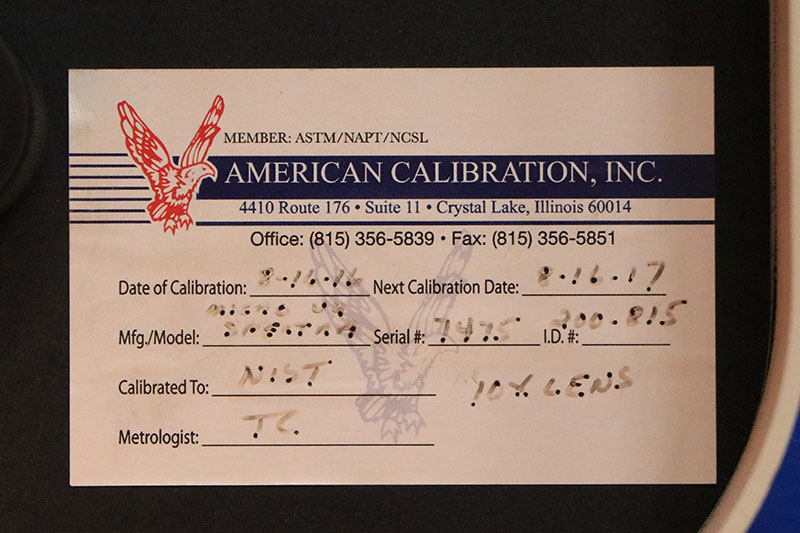 MEMBER: ASTM/NAPT/NCSL
AMERICAN CALIBRATION, INC.
4410 Route 176 • Suite 11 • Crystal Lake, Illinois 60014
Office: (815) 356-5839 • Fax: (815) 356-5851
Date of Calibration: 8-16-16 Next Calibration Date: 8-16-17
MICRO
Mfg./Model: SPECTRA Serial #: 7475 I.D. #: 200.815
Calibrated To: NIST 10X LENS
Metrologist: TC